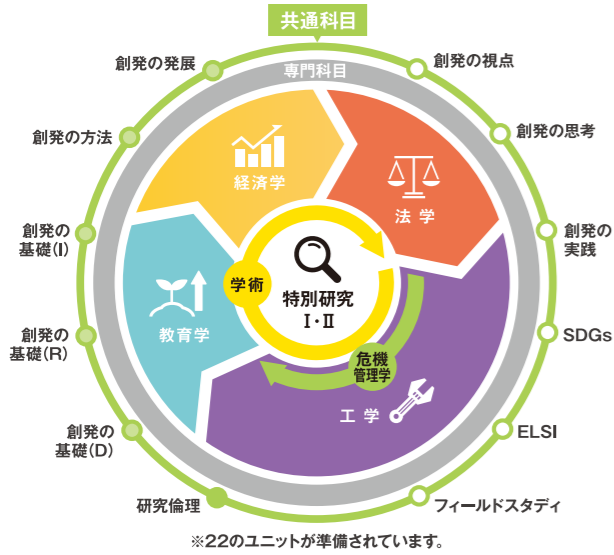 共通科目
専門科目
創発の発展
創発の視点
創発の方法
創発の思考
創発の
基礎(I)
創発の
実践
創発の
基礎(R)
SDGs
創発の
基礎(D)
ELSI
研究倫理
フィールドスタディ
経済学
法 学
教育学
工 学
学術
特別研究
Ⅰ・Ⅱ
危機
管理学
※22のユニットが準備されています。